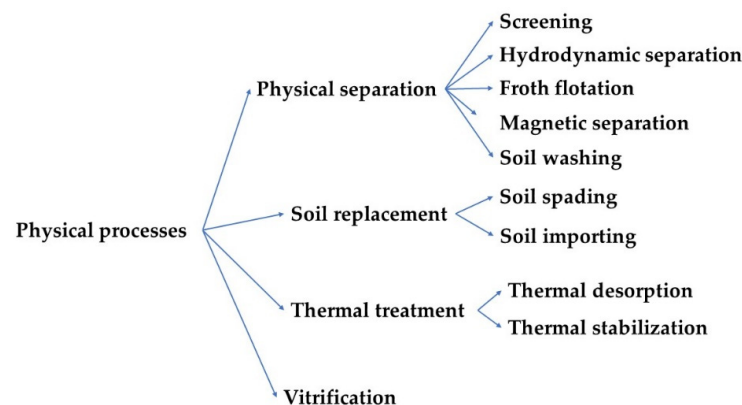 Screening
Hydrodynamic separation
Physical separation
Froth flotation
Magnetic separation
Soil washing
Soil spading
Soil replacement
Soil importing
Physical processes
Thermal desorption
Thermal treatment
Thermal stabilization
Vitrification